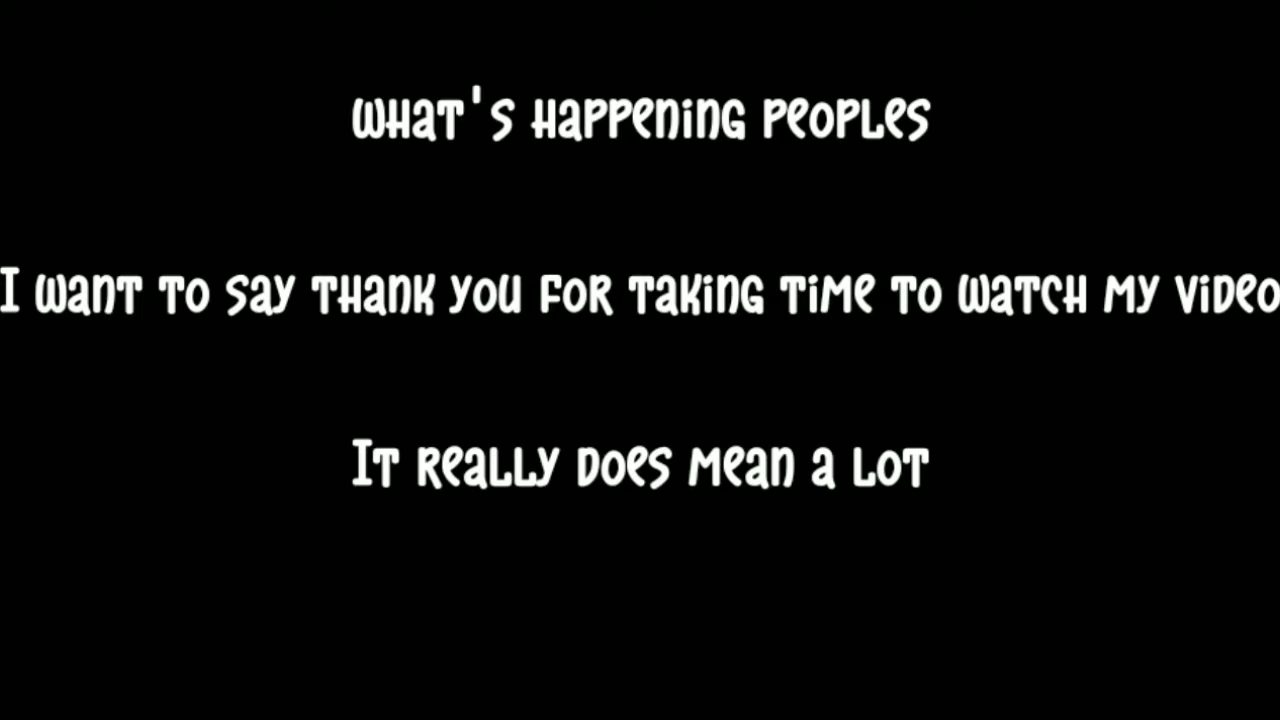 What's happening peoples
I want to say thank you for taking time to watch my video
It really does mean a lot